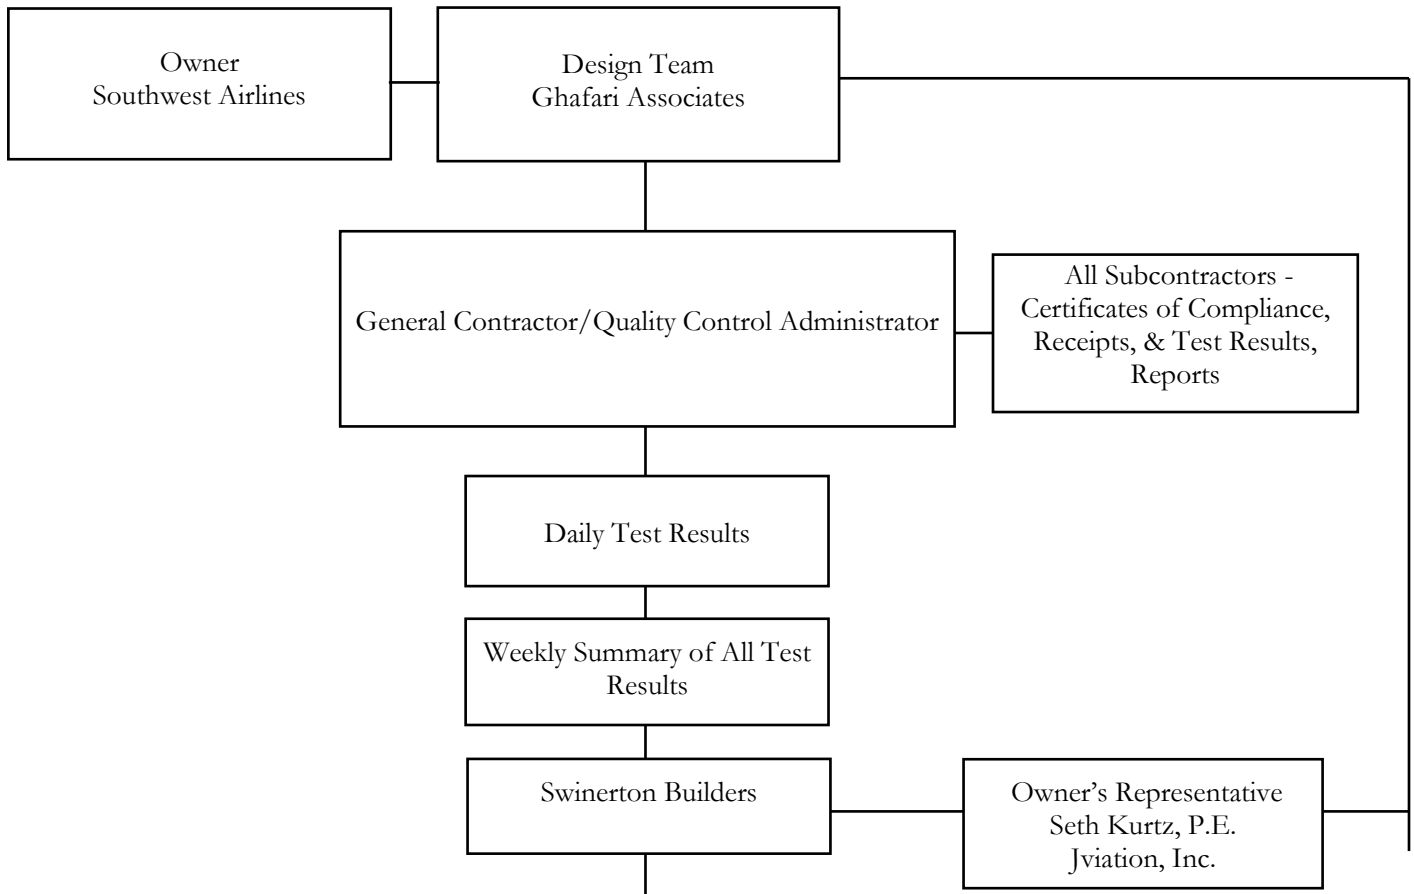 Owner
Southwest Airlines
Design Team
Ghafari Associates
General Contractor/Quality Control Administrator
All Subcontractors -
Certificates of Compliance,
Receipts, & Test Results,
Reports
Daily Test Results
Weekly Summary of All Test
Results
Swinerton Builders
Owner’s Representative
Seth Kurtz, P.E.
Jviation, Inc.